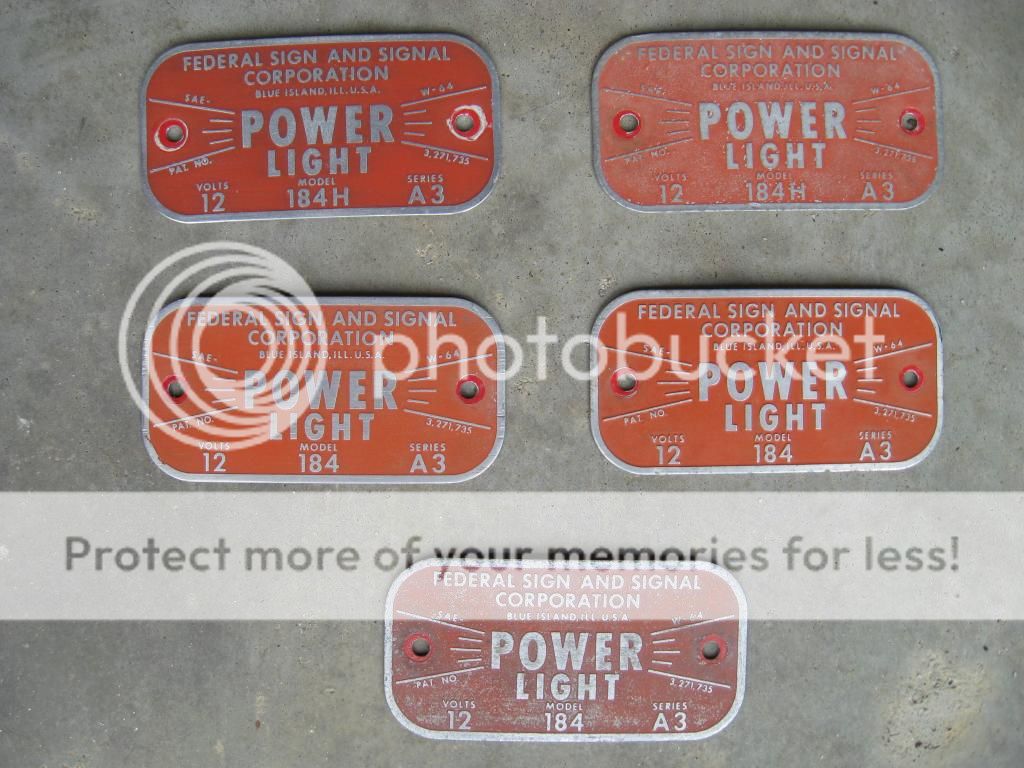 FEDERAL SIGN AND SIGNAL
CORPORATION
BLUE ISLAND, ILL. U.S.A.
SAE- W-64
POWER
LIGHT
PAT. NO. 3,271,735
VOLTS MODEL SERIES
12 184H A3
FEDERAL SIGN AND SIGNAL
CORPORATION
BLUE ISLAND, ILL. U.S.A.
SAE- W-64
POWER
LIGHT
PAT. NO. 3,271,735
VOLTS MODEL SERIES
12 184H A3
FEDERAL SIGN AND SIGNAL
CORPORATION
BLUE ISLAND, ILL. U.S.A.
SAE- W-64
POWER
LIGHT
PAT. NO. 3,271,735
VOLTS MODEL SERIES
12 184 A3
FEDERAL SIGN AND SIGNAL
CORPORATION
BLUE ISLAND, ILL. U.S.A.
SAE- W-64
POWER
LIGHT
PAT. NO. 3,271,735
VOLTS MODEL SERIES
12 184 A3
photobucket
Protect more of your memories for less!
FEDERAL SIGN AND SIGNAL
CORPORATION
BLUE ISLAND, ILL. U.S.A.
SAE- W-64
POWER
LIGHT
PAT. NO. 3,271,735
VOLTS MODEL SERIES
12 184 A3